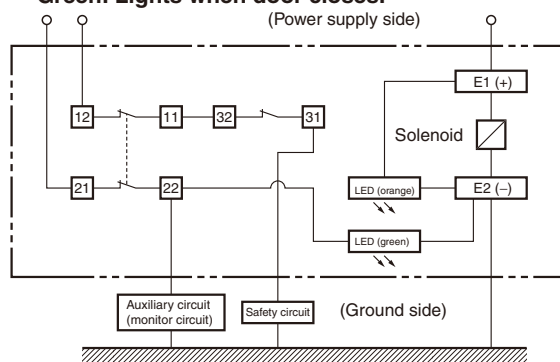 Green: Lights when door closes.
(Power supply side)
E1 (+)
12
11
32
31
Solenoid
21
22
LED (orange)
E2 (–)
LED (green)
Auxiliary circuit
(monitor circuit)
Safety circuit
(Ground side)